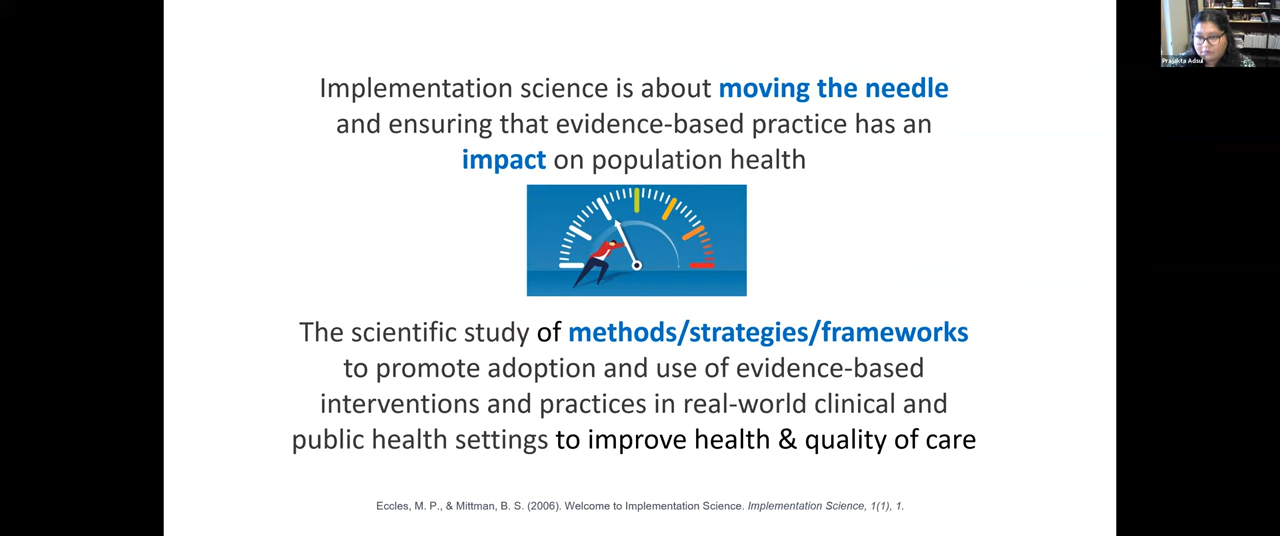 Implementation science is about moving the needle
and ensuring that evidence-based practice has an
impact on population health
The scientific study of methods/strategies/frameworks
to promote adoption and use of evidence-based
interventions and practices in real-world clinical and
public health settings to improve health & quality of care
Eccles, M. P., & Mittman, B. S. (2006). Welcome to Implementation Science. Implementation Science, 1(1), 1.
Prajakta Adsul